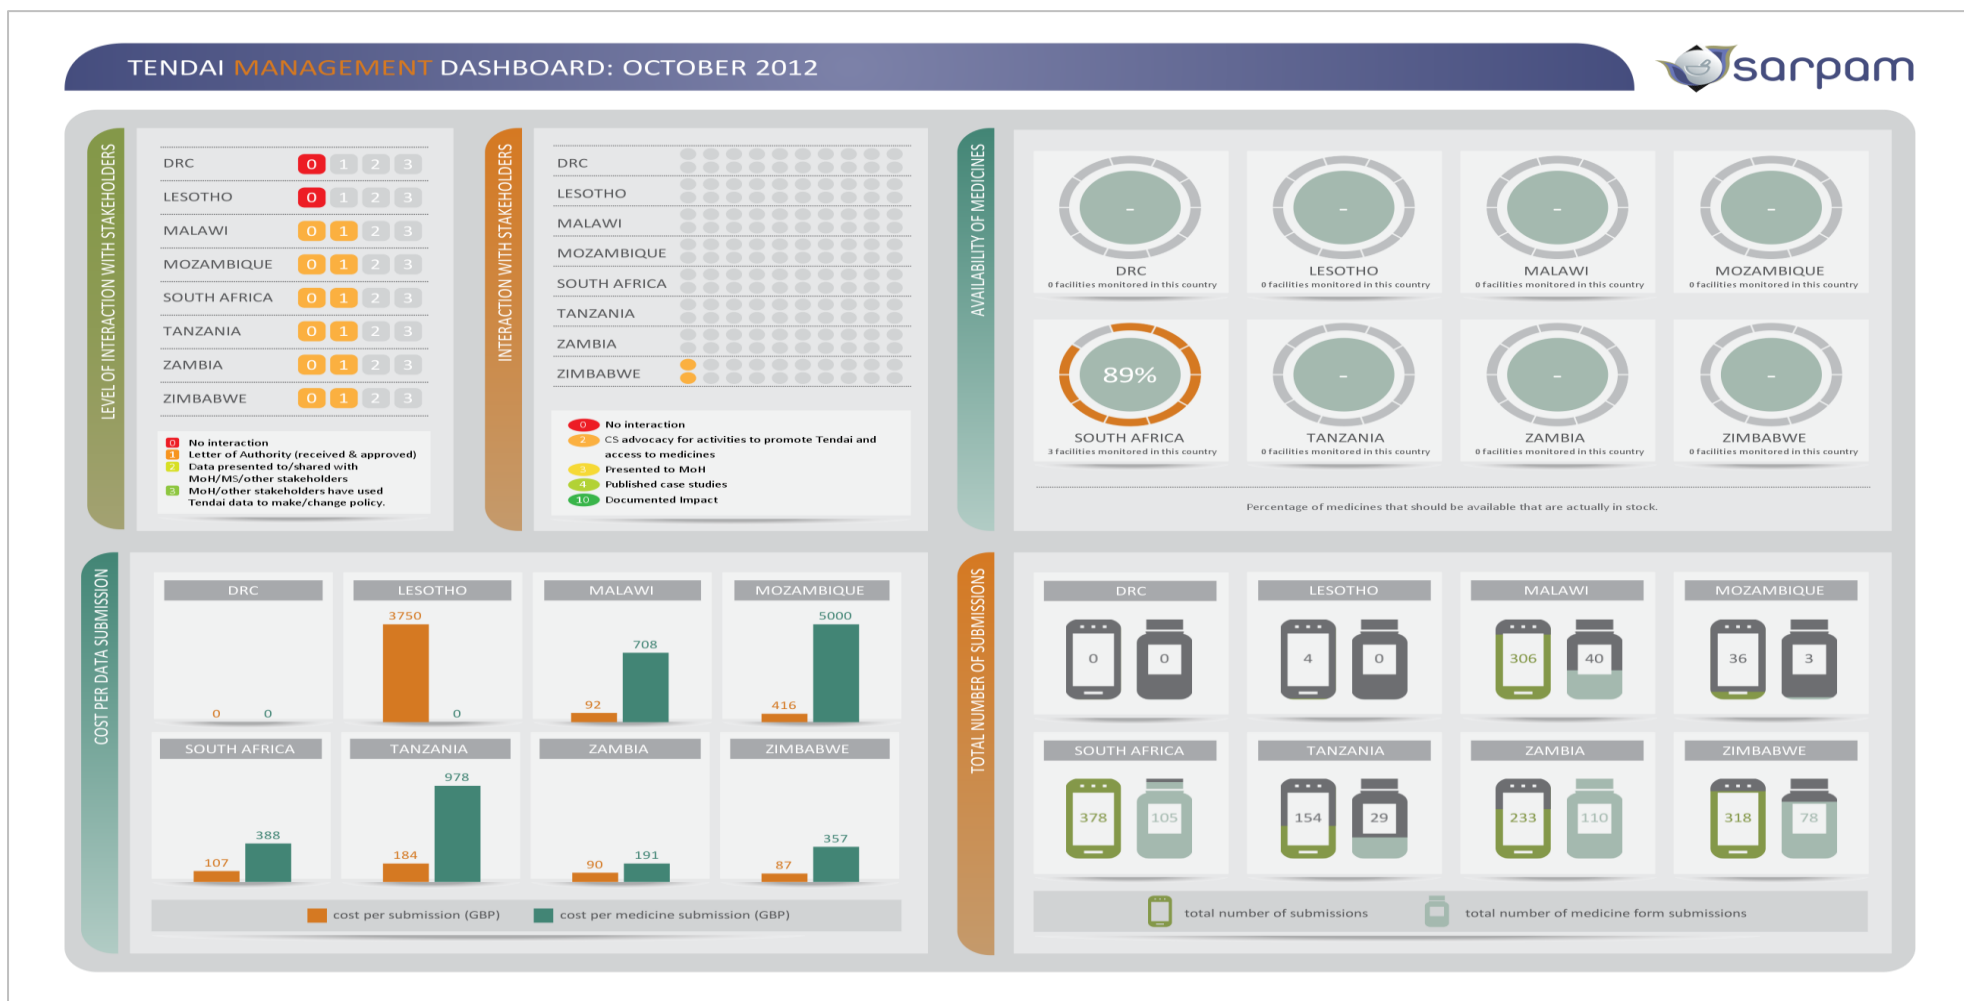 TENDAI MANAGEMENT DASHBOARD: OCTOBER 2012
sarpam
LEVEL OF INTERACTION WITH STAKEHOLDERS
DRC 0 1 2 3
LESOTHO 0 1 2 3
MALAWI 0 1 2 3
MOZAMBIQUE 0 1 2 3
SOUTH AFRICA 0 1 2 3
TANZANIA 0 1 2 3
ZAMBIA 0 1 2 3
ZIMBABWE 0 1 2 3
0 No interaction
1 Letter of Authority (received & approved)
2 Data presented to/shared with
MoH/MS/other stakeholders
3 MoH/other stakeholders have used
Tendai data to make/change policy.
INTERACTION WITH STAKEHOLDERS
DRC
LESOTHO
MALAWI
MOZAMBIQUE
SOUTH AFRICA
TANZANIA
ZAMBIA
ZIMBABWE
0 No interaction
2 CS advocacy for activities to promote Tendai and
access to medicines
3 Presented to MoH
4 Published case studies
10 Documented Impact
AVAILABILITY OF MEDICINES
- - - -
DRC LESOTHO MALAWI MOZAMBIQUE
0 facilities monitored in this country 0 facilities monitored in this country 0 facilities monitored in this country 0 facilities monitored in this country
89% - - -
SOUTH AFRICA TANZANIA ZAMBIA ZIMBABWE
3 facilities monitored in this country 0 facilities monitored in this country 0 facilities monitored in this country 0 facilities monitored in this country
Percentage of medicines that should be available that are actually in stock.
COST PER DATA SUBMISSION
DRC LESOTHO MALAWI MOZAMBIQUE
0 0 3750 0 92 708 416 5000
SOUTH AFRICA TANZANIA ZAMBIA ZIMBABWE
107 388 184 978 90 191 87 357
cost per submission (GBP) cost per medicine submission (GBP)
TOTAL NUMBER OF SUBMISSIONS
DRC LESOTHO MALAWI MOZAMBIQUE
0 0 4 0 306 40 36 3
SOUTH AFRICA TANZANIA ZAMBIA ZIMBABWE
378 105 154 29 233 110 318 78
total number of submissions total number of medicine form submissions